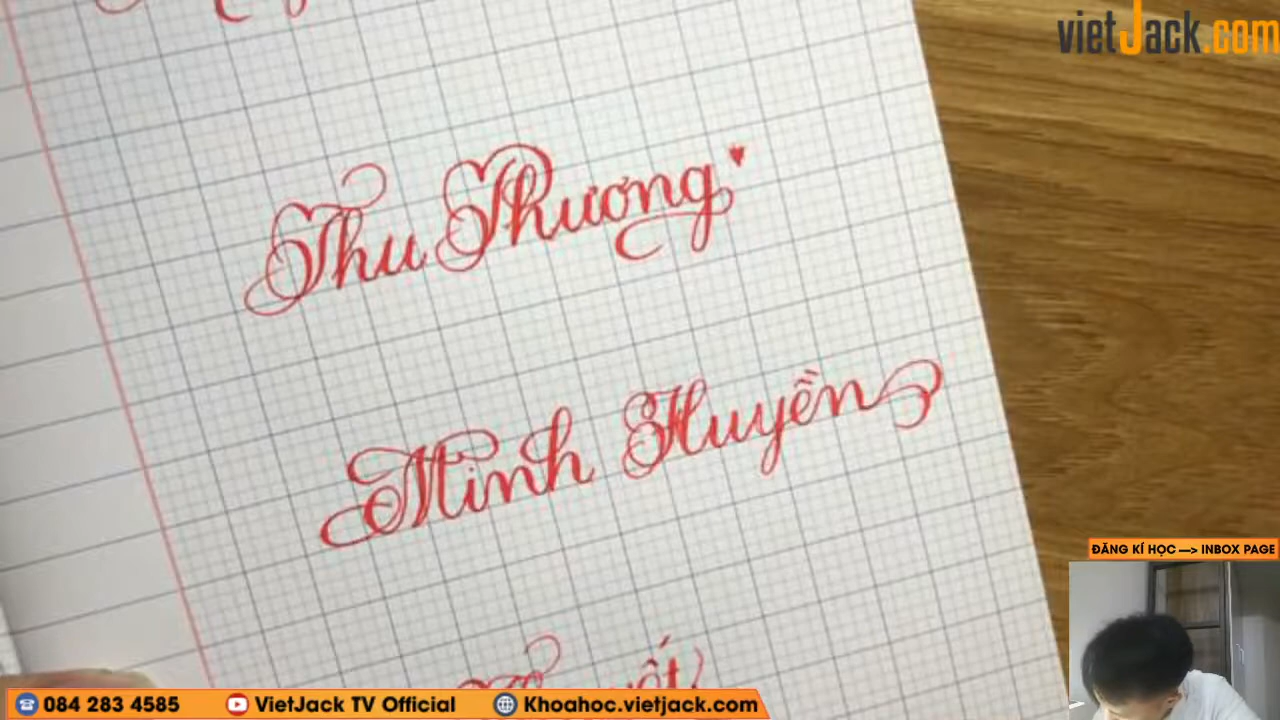 vietJack.com
Thu Thương
Minh Huyền
ĐĂNG KÍ HỌC —> INBOX PAGE
084 283 4585 VietJack TV Official Khoahoc.vietjack.com